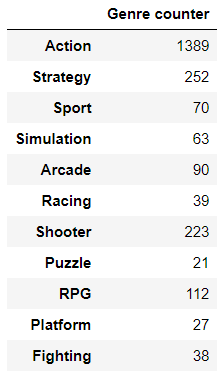 Genre counter
Action 1389
Strategy 252
Sport 70
Simulation 63
Arcade 90
Racing 39
Shooter 223
Puzzle 21
RPG 112
Platform 27
Fighting 38